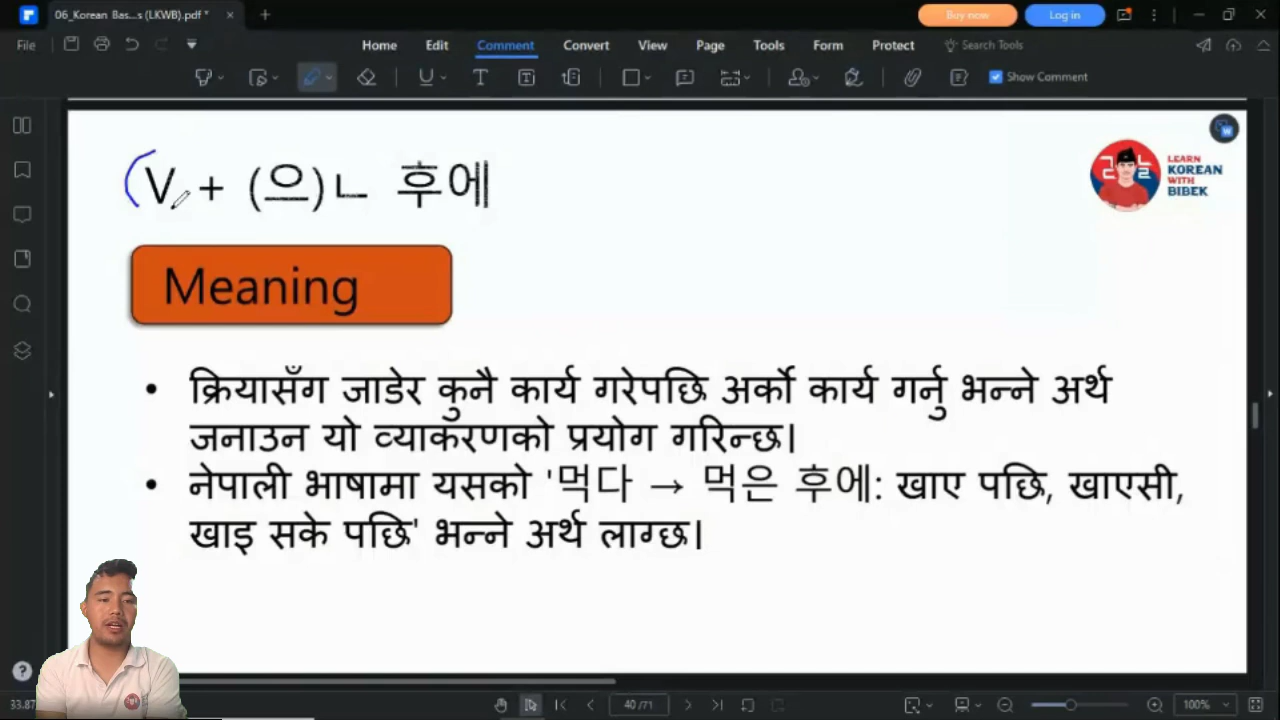 06_Korean Bas...s (LKWB).pdf *
Buy now
Log in
File
Home
Edit
Comment
Convert
View
Page
Tools
Form
Protect
Search Tools
Show Comment
V + (으)ㄴ 후에
LEARN
KOREAN
WITH
BIBEK
Meaning
• क्रियासँग जाडेर कुनै कार्य गरेपछि अर्को कार्य गर्नु भन्ने अर्थ
जनाउन यो व्याकरणको प्रयोग गरिन्छ।
• नेपाली भाषामा यसको '먹다 → 먹은 후에: खाए पछि, खाएसी,
खाइ सके पछि' भन्ने अर्थ लाग्छ।
33.87
40/71
100%